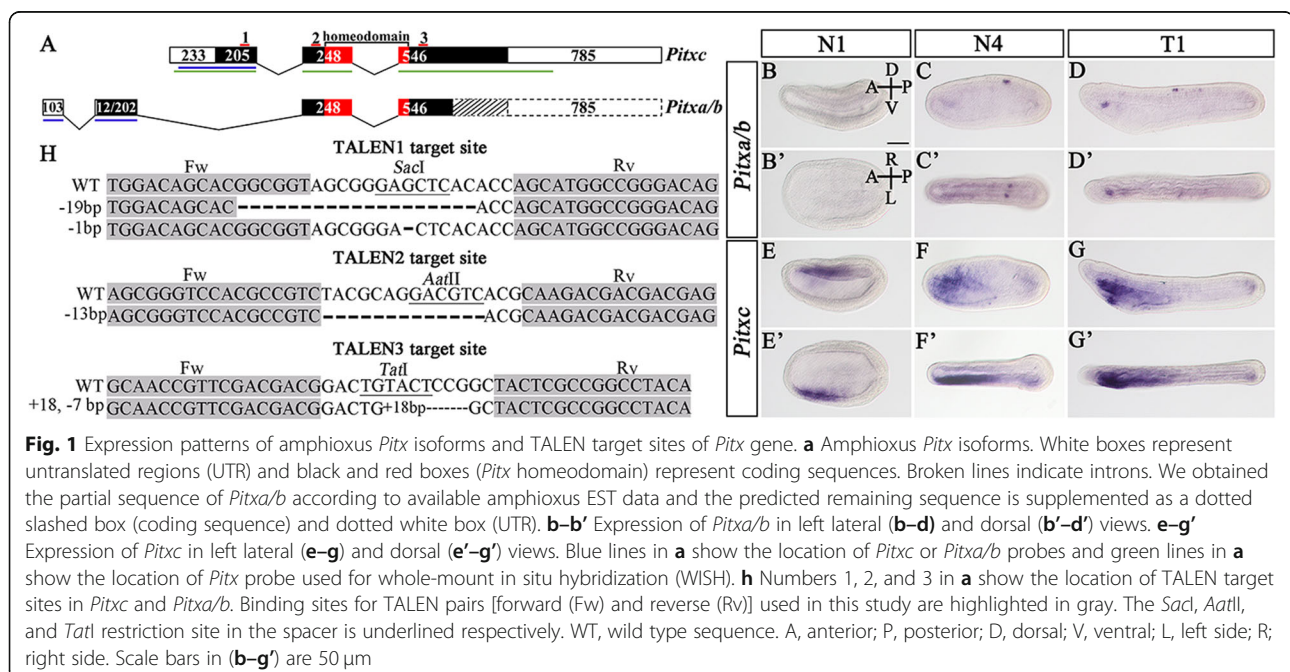 A
1
2
homeodomain
3
233
205
248
546
785
Pitxc
103
12/202
248
546
785
Pitxa/b
H
TALEN1 target site
Fw
SacI
Rv
WT TGGACAGCACGGCGGTAGCGGGAGCTCACACCAGCATGGCCGGGACAG
-19bp TGGACAGCAC--------------------ACCAGCATGGCCGGGACAG
-1bp TGGACAGCACGGCGGTAGCGGGA-CTCACACCAGCATGGCCGGGACAG
TALEN2 target site
Fw
AatII
Rv
WT AGCGGGTCCACGCCGTCTACGCAGGACGTCACGCAAGACGACGACGAG
-13bp AGCGGGTCCACGCCGTC-------------ACGCAAGACGACGACGAG
TALEN3 target site
Fw
TatI
Rv
WT GCAACCGTTCGACGACGGACTGTACTCCGGCTACTCGCCGGCCTACA
+18, -7 bp GCAACCGTTCGACGACGGACTG+18bp-------GCTACTCGCCGGCCTACA
N1
N4
T1
Pitxa/b
B
D
A
P
V
C
D
B'
R
A
P
L
C'
D'
Pitxc
E
F
G
E'
F'
G'
Fig. 1 Expression patterns of amphioxus Pitx isoforms and TALEN target sites of Pitx gene. a Amphioxus Pitx isoforms. White boxes represent
untranslated regions (UTR) and black and red boxes (Pitx homeodomain) represent coding sequences. Broken lines indicate introns. We obtained
the partial sequence of Pitxa/b according to available amphioxus EST data and the predicted remaining sequence is supplemented as a dotted
slashed box (coding sequence) and dotted white box (UTR). b–b' Expression of Pitxa/b in left lateral (b–d) and dorsal (b'–d') views. e–g'
Expression of Pitxc in left lateral (e–g) and dorsal (e'–g') views. Blue lines in a show the location of Pitxc or Pitxa/b probes and green lines in a
show the location of Pitx probe used for whole-mount in situ hybridization (WISH). h Numbers 1, 2, and 3 in a show the location of TALEN target
sites in Pitxc and Pitxa/b. Binding sites for TALEN pairs [forward (Fw) and reverse (Rv)] used in this study are highlighted in gray. The SacI, AatII,
and TatI restriction site in the spacer is underlined respectively. WT, wild type sequence. A, anterior; P, posterior; D, dorsal; V, ventral; L, left side; R;
right side. Scale bars in (b–g') are 50 μm